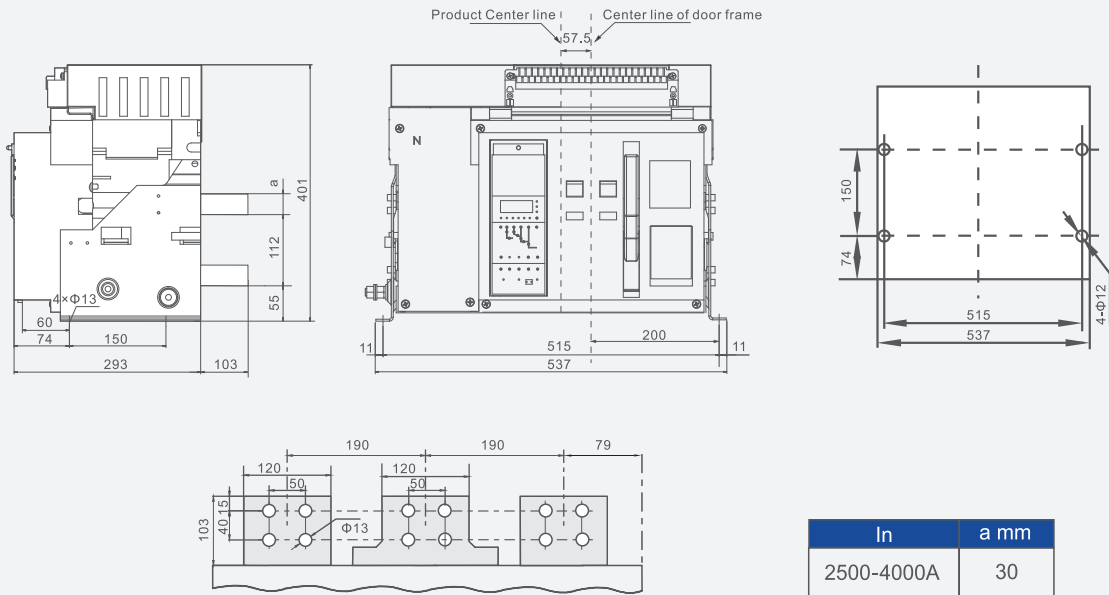 Product Center line
Center line of door frame
57.5
a
401
112
55
4×Φ13
60
74
150
293
103
N
11
515
200
11
537
150
74
515
537
4-Φ12
190
190
79
120
120
50
50
15
40
103
Φ13
In
a mm
2500-4000A
30